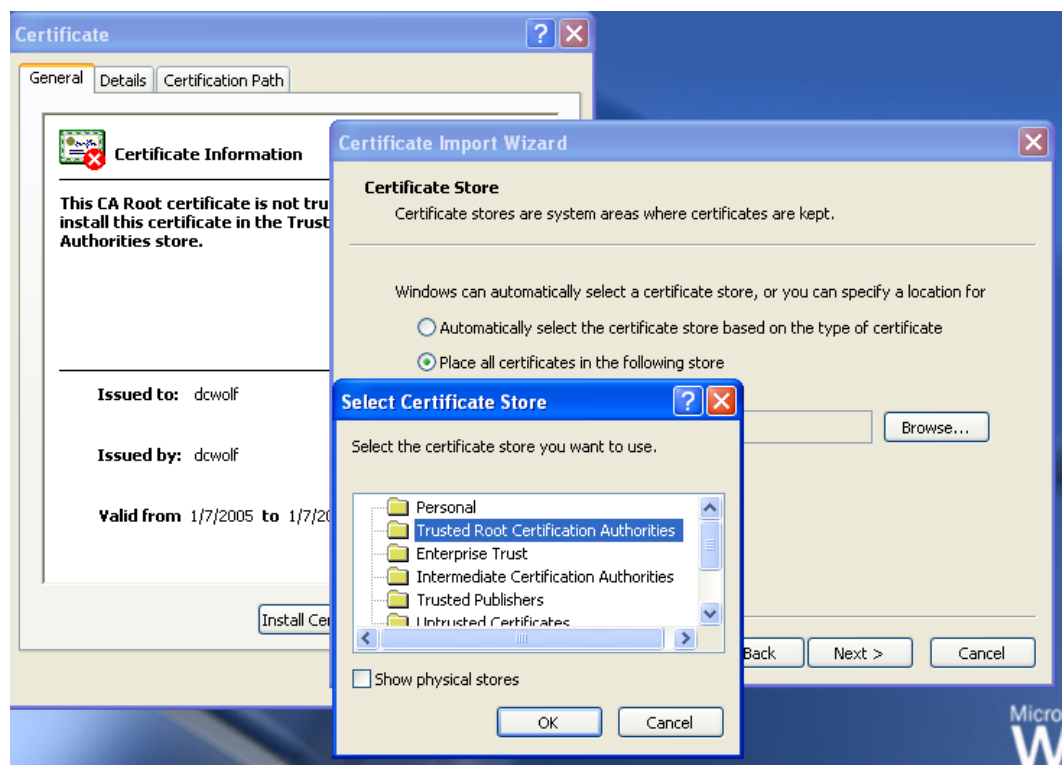 Certificate
General Details Certification Path
Certificate Information
This CA Root certificate is not tru
install this certificate in the Trust
Authorities store.
Issued to: dcwolf
Issued by: dcwolf
Valid from 1/7/2005 to 1/7/20
Install Cer
Certificate Import Wizard
Certificate Store
Certificate stores are system areas where certificates are kept.
Windows can automatically select a certificate store, or you can specify a location for
Automatically select the certificate store based on the type of certificate
Place all certificates in the following store
Browse...
Back Next > Cancel
Select Certificate Store
Select the certificate store you want to use.
Personal
Trusted Root Certification Authorities
Enterprise Trust
Intermediate Certification Authorities
Trusted Publishers
Untrusted Certificates
Show physical stores
OK Cancel
Micro
W